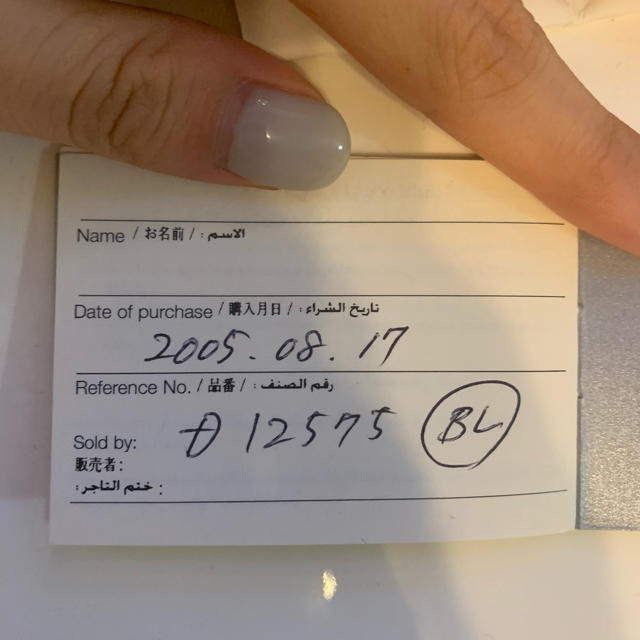 Name / お名前 / : الاسم
Date of purchase / 購入月日 / : تاريخ الشراء
2005.08.17
Reference No. / 品番 / : رقم الصنف
Sold by: D12575 BL
販売者:
ختم التاجر: